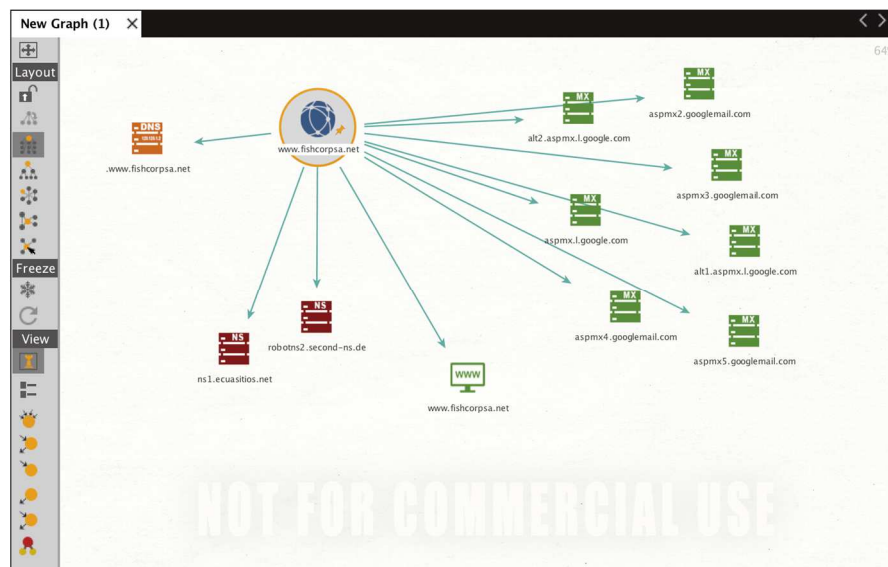 New Graph (1)
64%
Layout
Freeze
View
MX
aspmx2.googlemail.com
MX
alt2.aspmx.l.google.com
DNS
.www.fishcorpsa.net
www.fishcorpsa.net
MX
aspmx3.googlemail.com
MX
aspmx.l.google.com
MX
alt1.aspmx.l.google.com
MX
aspmx4.googlemail.com
MX
aspmx5.googlemail.com
NS
robotns2.second-ns.de
NS
ns1.ecuasitios.net
WWW
www.fishcorpsa.net
NOT FOR COMMERCIAL USE